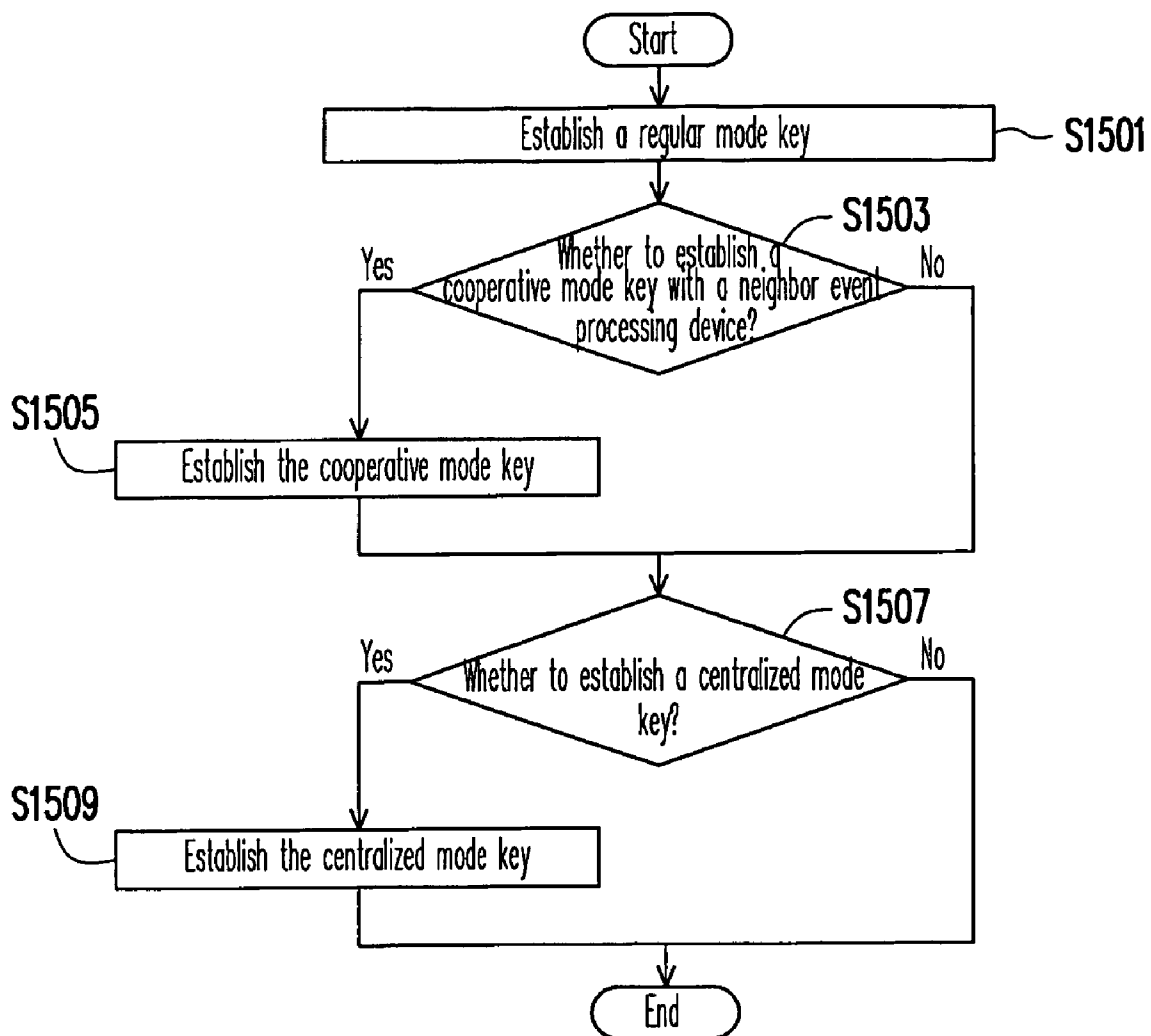 Start
Establish a regular mode key
S1501
S1503
Yes
Whether to establish a
No
cooperative mode key with a neighbor event
processing device?
S1505
Establish the cooperative mode key
S1507
Yes
No
Whether to establish a centralized mode
key?
S1509
Establish the centralized mode key
End